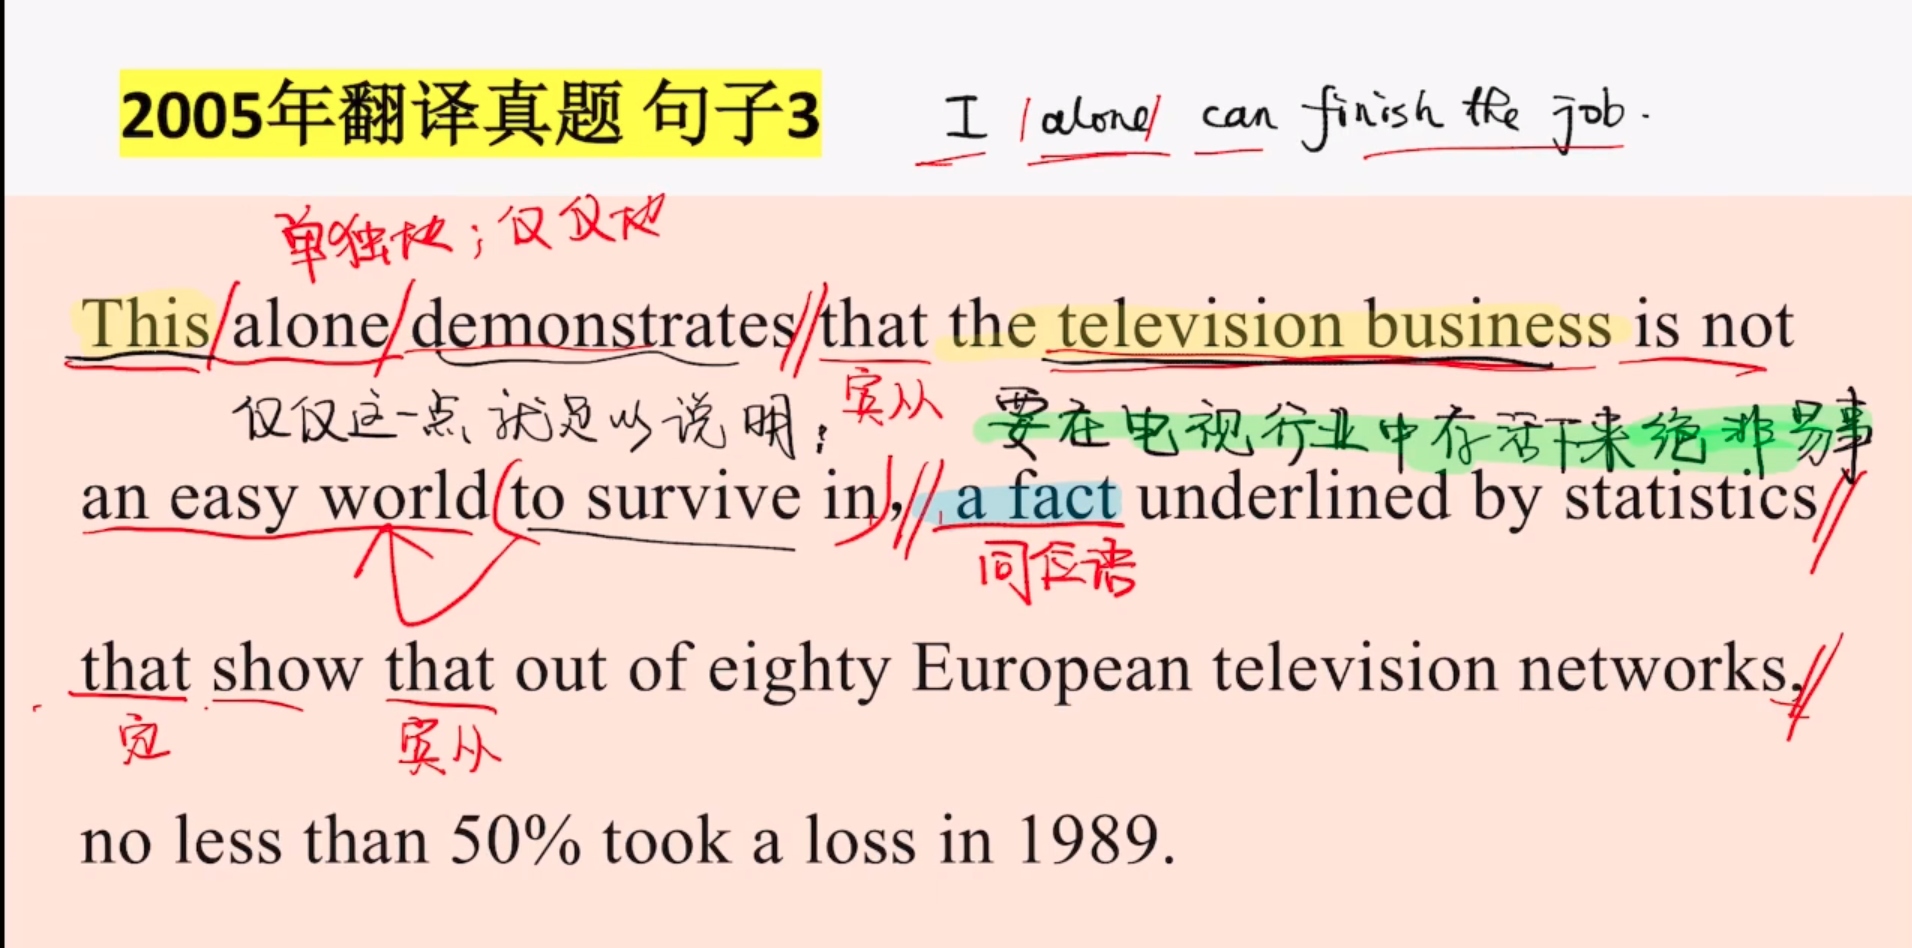 2005年翻译真题 句子3
I alone can finish the job.
单独地；仅仅地
This alone demonstrates that the television business is not
仅仅这一点就足以说明：
宾从
要在电视行业中存活下来绝非易事
an easy world to survive in, a fact underlined by statistics
同位语
that show that out of eighty European television networks,
定
宾从
no less than 50% took a loss in 1989.